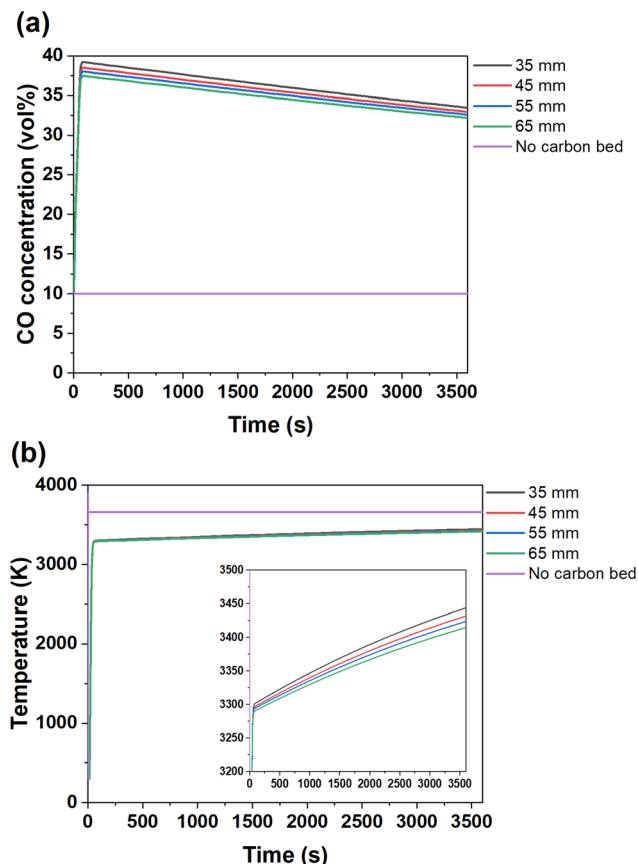 (a)
CO concentration (vol%)
40
35
30
25
20
15
10
5
0
0 500 1000 1500 2000 2500 3000 3500
Time (s)
35 mm
45 mm
55 mm
65 mm
No carbon bed
(b)
Temperature (K)
4000
3000
2000
1000
0
0 500 1000 1500 2000 2500 3000 3500
Time (s)
3500
3450
3400
3350
3300
3250
3200
0 500 1000 1500 2000 2500 3000 3500
35 mm
45 mm
55 mm
65 mm
No carbon bed